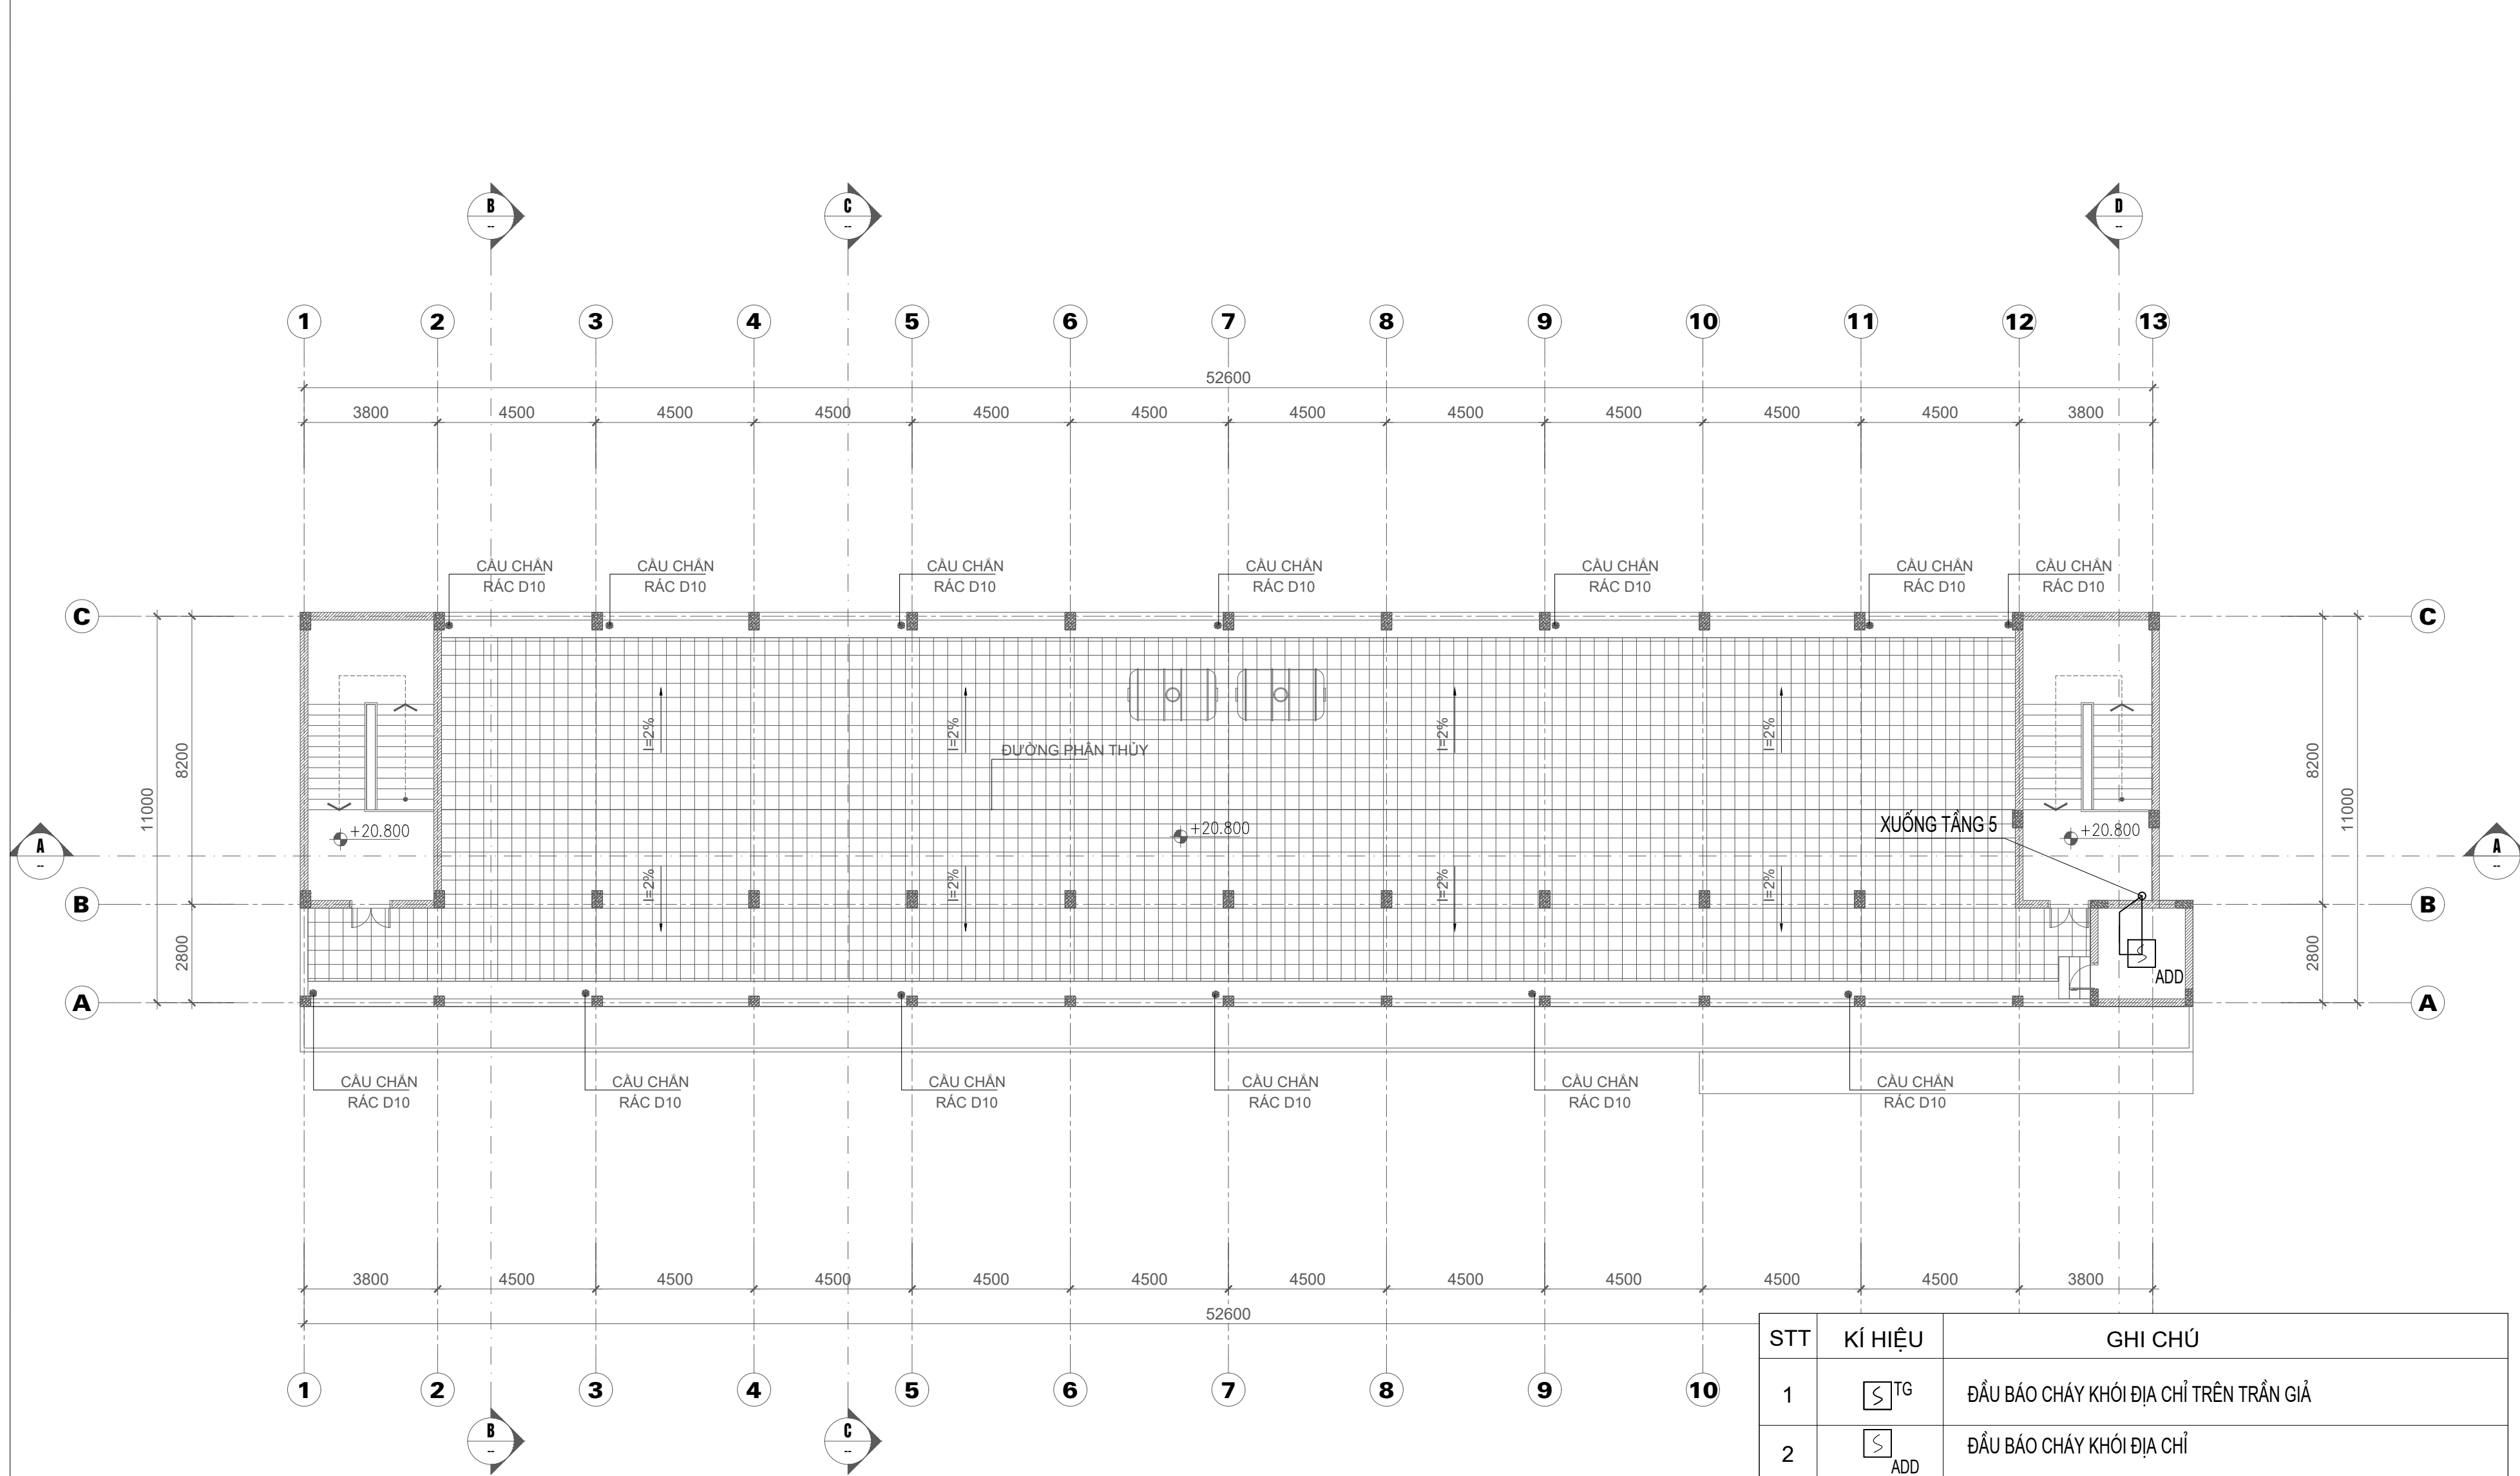 B
--
C
--
D
--
1 2 3 4 5 6 7 8 9 10 11 12 13
52600
3800 4500 4500 4500 4500 4500 4500 4500 4500 4500 4500 3800
CẦU CHẮN CẦU CHẮN CẦU CHẮN CẦU CHẮN CẦU CHẮN CẦU CHẮN CẦU CHẮN
RÁC D10 RÁC D10 RÁC D10 RÁC D10 RÁC D10 RÁC D10 RÁC D10
C C
I=2% I=2% I=2% I=2%
ĐƯỜNG PHÂN THỦY
8200 8200
11000 11000
XUỐNG TẦNG 5
+20.800 +20.800 +20.800
A
--
A
--
I=2% I=2% I=2% I=2%
B B
2800 2800
S
ADD
A A
CẦU CHẮN CẦU CHẮN CẦU CHẮN CẦU CHẮN CẦU CHẮN CẦU CHẮN
RÁC D10 RÁC D10 RÁC D10 RÁC D10 RÁC D10 RÁC D10
3800 4500 4500 4500 4500 4500 4500 4500 4500 4500 4500 3800
52600
1 2 3 4 5 6 7 8 9 10
B
--
C
--
STT KÍ HIỆU GHI CHÚ
1 S TG ĐẦU BÁO CHÁY KHÓI ĐỊA CHỈ TRÊN TRẦN GIẢ
2 S ADD ĐẦU BÁO CHÁY KHÓI ĐỊA CHỈ